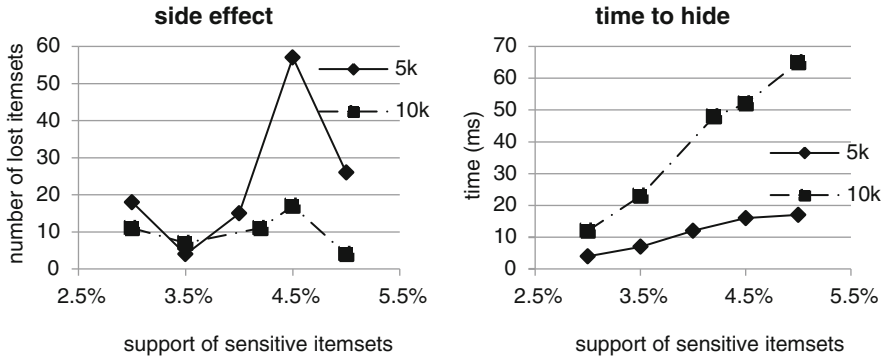 side effect
number of lost itemsets
60
50
40
30
20
10
0
2.5% 3.5% 4.5% 5.5%
support of sensitive itemsets
5k
10k
time to hide
time (ms)
70
60
50
40
30
20
10
0
2.5% 3.5% 4.5% 5.5%
support of sensitive itemsets
5k
10k